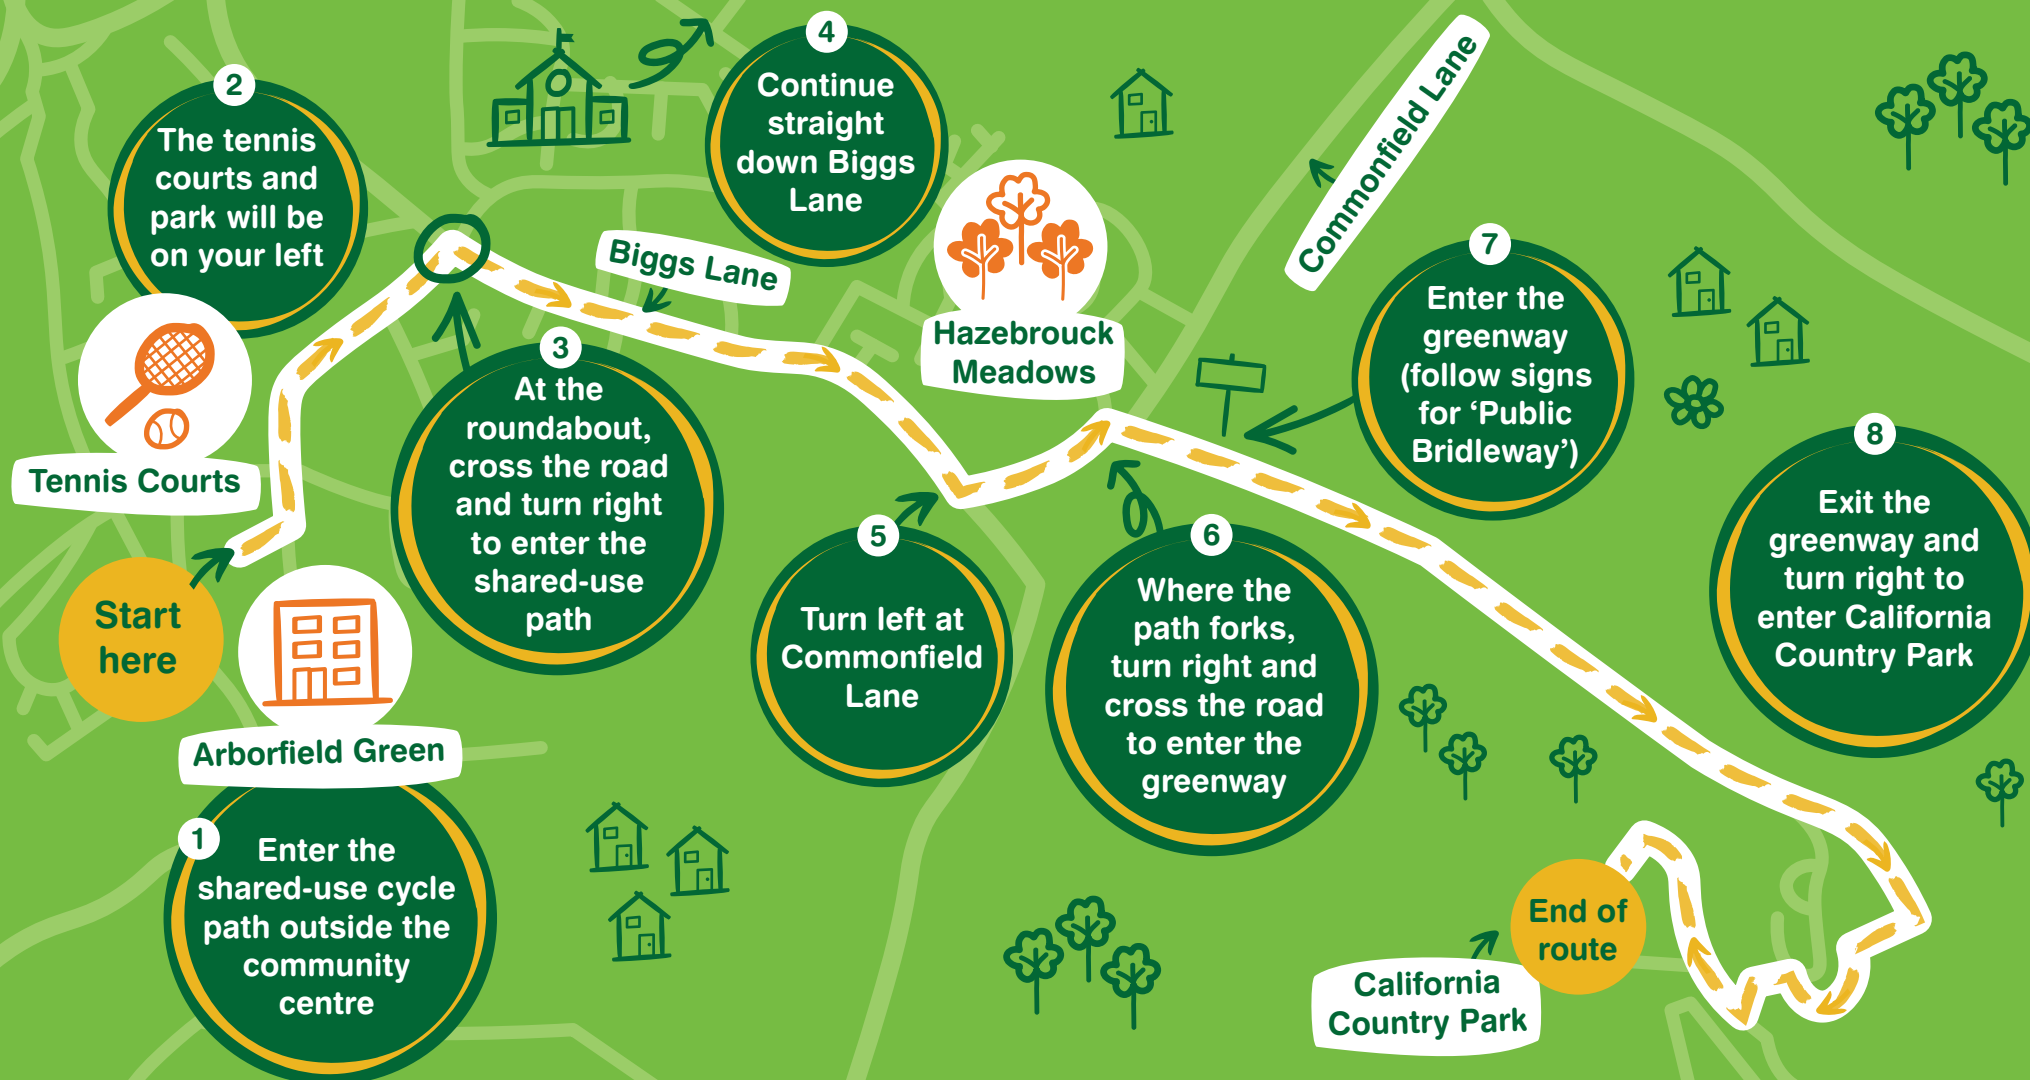 Start
here
Arborfield Green
1
Enter the
shared-use cycle
path outside the
community
centre
2
The tennis
courts and
park will be
on your left
Tennis Courts
3
At the
roundabout,
cross the road
and turn right
to enter the
shared-use
path
4
Continue
straight
down Biggs
Lane
Biggs Lane
Hazebrouck
Meadows
5
Turn left at
Commonfield
Lane
Commonfield Lane
6
Where the
path forks,
turn right and
cross the road
to enter the
greenway
7
Enter the
greenway
(follow signs
for ‘Public
Bridleway’)
8
Exit the
greenway and
turn right to
enter California
Country Park
End of
route
California
Country Park